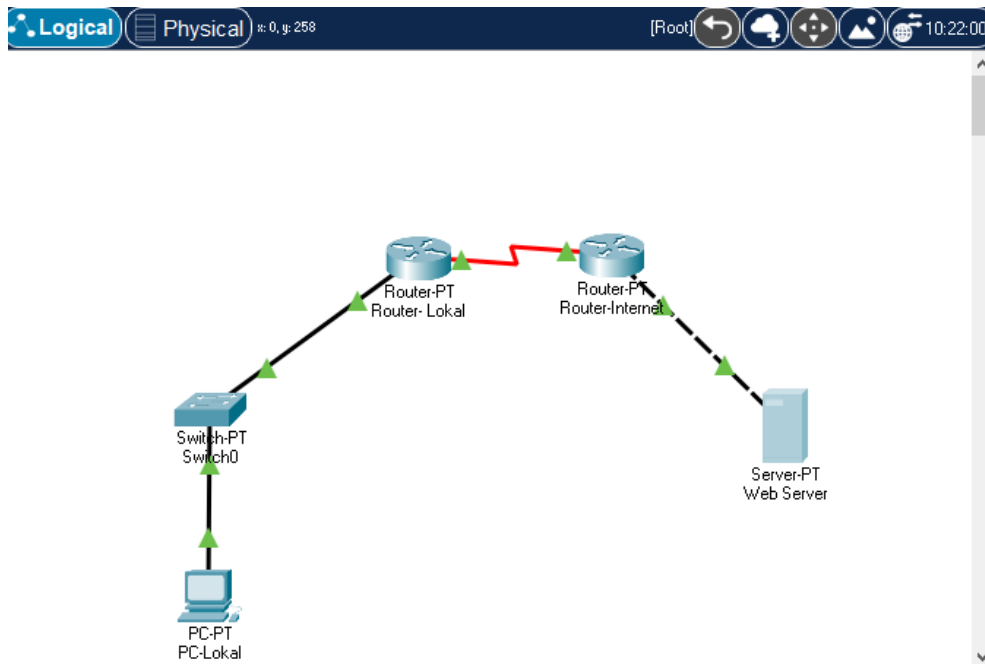 Logical Physical x: 0, y: 258 [Root] 10:22:00
Router-PT
Router- Lokal
Router-PT
Router-Internet
Switch-PT
Switch0
Server-PT
Web Server
PC-PT
PC-Lokal